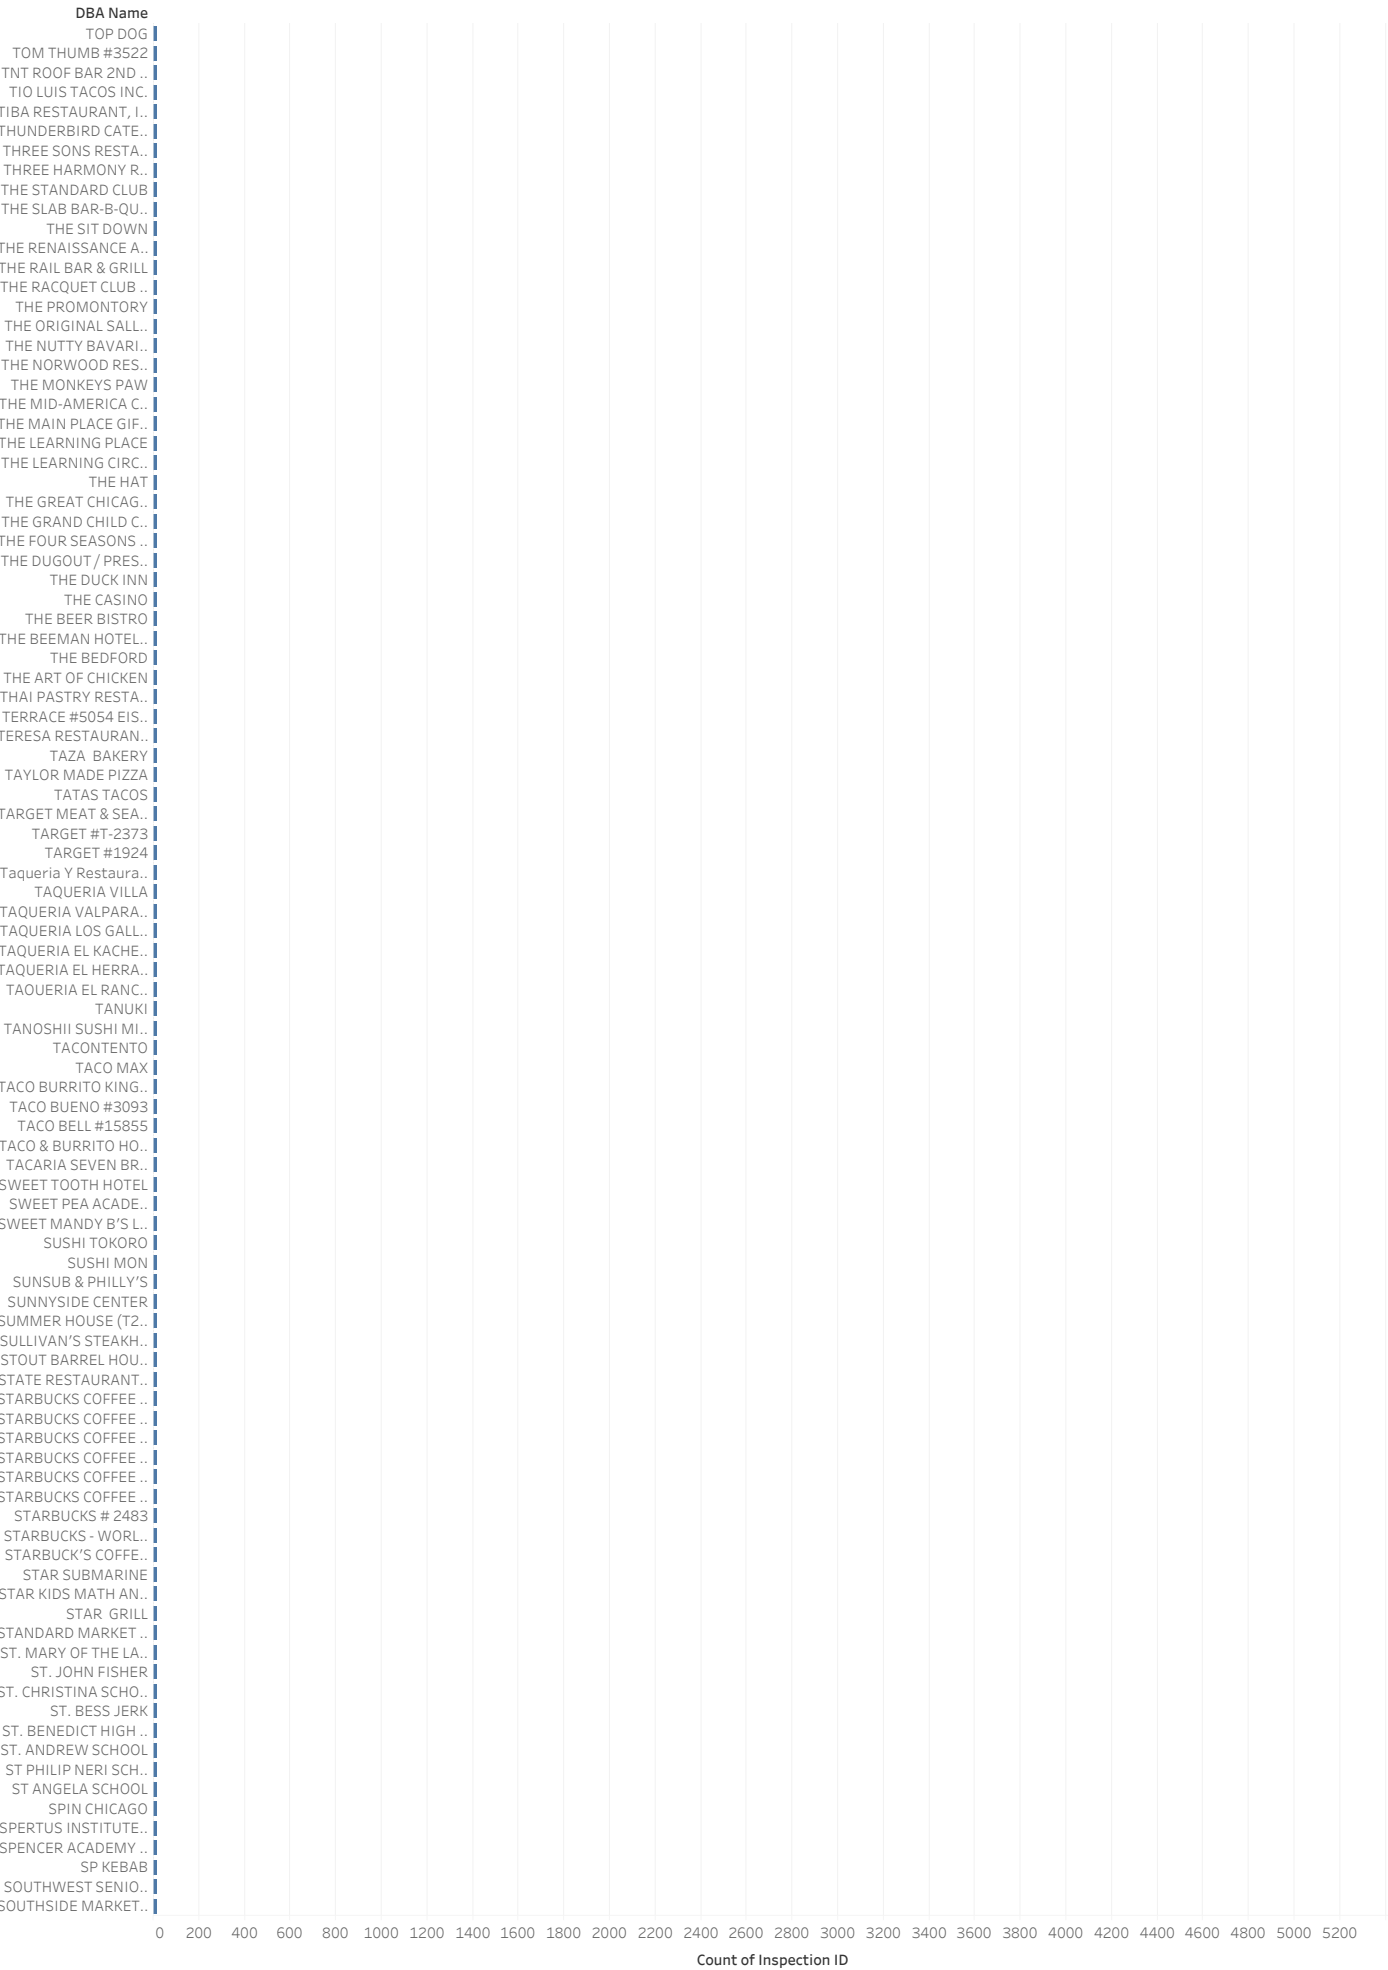 DBA Name
TOP DOG
TOM THUMB #3522
TNT ROOF BAR 2ND ..
TIO LUIS TACOS INC.
TIBA RESTAURANT, I..
THUNDERBIRD CATE..
THREE SONS RESTA..
THREE HARMONY R..
THE STANDARD CLUB
THE SLAB BAR-B-QU..
THE SIT DOWN
THE RENAISSANCE A..
THE RAIL BAR & GRILL
THE RACQUET CLUB ..
THE PROMONTORY
THE ORIGINAL SALL..
THE NUTTY BAVARI..
THE NORWOOD RES..
THE MONKEYS PAW
THE MID-AMERICA C..
THE MAIN PLACE GIF..
THE LEARNING PLACE
THE LEARNING CIRC..
THE HAT
THE GREAT CHICAG..
THE GRAND CHILD C..
THE FOUR SEASONS ..
THE DUGOUT / PRES..
THE DUCK INN
THE CASINO
THE BEER BISTRO
THE BEEMAN HOTEL..
THE BEDFORD
THE ART OF CHICKEN
THAI PASTRY RESTA..
TERRACE #5054 EIS..
TERESA RESTAURAN..
TAZA  BAKERY
TAYLOR MADE PIZZA
TATAS TACOS
TARGET MEAT & SEA..
TARGET #T-2373
TARGET #1924
Taqueria Y Restaura..
TAQUERIA VILLA
TAQUERIA VALPARA..
TAQUERIA LOS GALL..
TAQUERIA EL KACHE..
TAQUERIA EL HERRA..
TAOUERIA EL RANC..
TANUKI
TANOSHII SUSHI MI..
TACONTENTO
TACO MAX
TACO BURRITO KING..
TACO BUENO #3093
TACO BELL #15855
TACO & BURRITO HO..
TACARIA SEVEN BR..
SWEET TOOTH HOTEL
SWEET PEA ACADE..
SWEET MANDY B'S L..
SUSHI TOKORO
SUSHI MON
SUNSUB & PHILLY'S
SUNNYSIDE CENTER
SUMMER HOUSE (T2..
SULLIVAN'S STEAKH..
STOUT BARREL HOU..
STATE RESTAURANT..
STARBUCKS COFFEE ..
STARBUCKS COFFEE ..
STARBUCKS COFFEE ..
STARBUCKS COFFEE ..
STARBUCKS COFFEE ..
STARBUCKS COFFEE ..
STARBUCKS # 2483
STARBUCKS - WORL..
STARBUCK'S COFFE..
STAR SUBMARINE
STAR KIDS MATH AN..
STAR  GRILL
STANDARD MARKET ..
ST. MARY OF THE LA..
ST. JOHN FISHER
ST. CHRISTINA SCHO..
ST. BESS JERK
ST. BENEDICT HIGH ..
ST. ANDREW SCHOOL
ST PHILIP NERI SCH..
ST ANGELA SCHOOL
SPIN CHICAGO
SPERTUS INSTITUTE..
SPENCER ACADEMY ..
SP KEBAB
SOUTHWEST SENIO..
SOUTHSIDE MARKET..
0 200 400 600 800 1000 1200 1400 1600 1800 2000 2200 2400 2600 2800 3000 3200 3400 3600 3800 4000 4200 4400 4600 4800 5000 5200
Count of Inspection ID